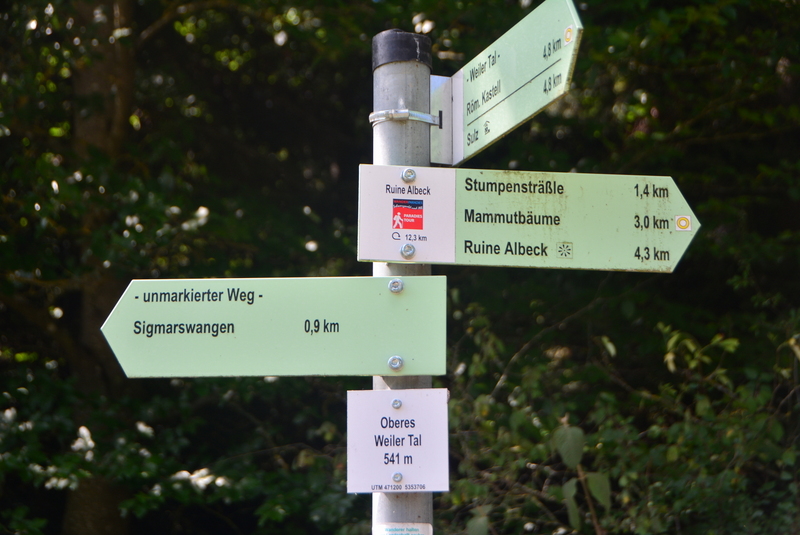 - Weiler Tal - 4,8 km
Röm. Kastell 4,8 km
Sulz
Ruine Albeck
PARADIES
TOUR
12,3 km
Stumpensträßle 1,4 km
Mammutbäume 3,0 km
Ruine Albeck 4,3 km
- unmarkierter Weg -
Sigmarswangen 0,9 km
Oberes
Weiler Tal
541 m
UTM 471200 5353706